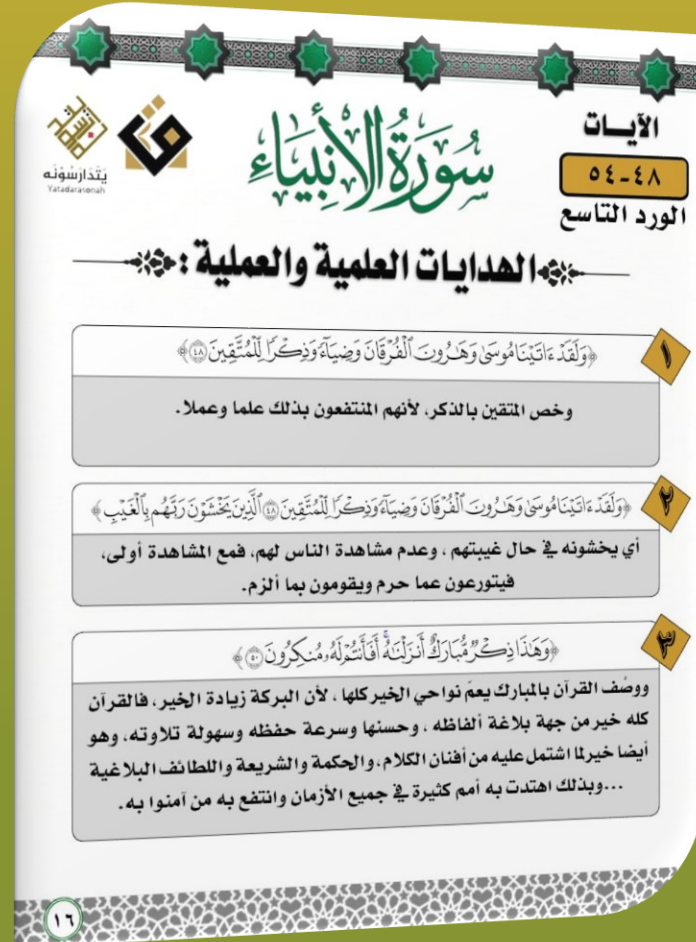 الآيــات
٤٨-٥٤
الورد التاسع
سُورَةُ الأَنْبِيَاءِ
يَتَدَارَسُونَه
Yatadarasonah
الهدايات العلمية والعملية :
١
﴿وَلَقَدْ ءَاتَيْنَا مُوسَىٰ وَهَٰرُونَ ٱلْفُرْقَانَ وَضِيَآءً وَذِكْرًا لِّلْمُتَّقِينَ ٤٨﴾
وخص المتقين بالذكر، لأنهم المنتفعون بذلك علما وعملا.
٢
﴿وَلَقَدْ ءَاتَيْنَا مُوسَىٰ وَهَٰرُونَ ٱلْفُرْقَانَ وَضِيَآءً وَذِكْرًا لِّلْمُتَّقِينَ ٤٨ ٱلَّذِينَ يَخْشَوْنَ رَبَّهُم بِٱلْغَيْبِ﴾
أي يخشونه في حال غيبتهم ، وعدم مشاهدة الناس لهم، فمع المشاهدة أولى،
فيتورعون عما حرم ويقومون بما ألزم.
٣
﴿وَهَٰذَا ذِكْرٌ مُّبَارَكٌ أَنزَلْنَٰهُ ۚ أَفَأَنتُمْ لَهُۥ مُنكِرُونَ ٥٠﴾
ووصْف القرآن بالمبارك يعمّ نواحي الخير كلها ، لأن البركة زيادة الخير، فالقرآن
كله خير من جهة بلاغة ألفاظه ، وحسنها وسرعة حفظه وسهولة تلاوته، وهو
أيضا خير لما اشتمل عليه من أفنان الكلام، والحكمة والشريعة واللطائف البلاغية
...وبذلك اهتدت به أمم كثيرة في جميع الأزمان وانتفع به من آمنوا به.
١٦